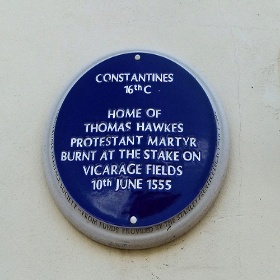 CONSTANTINES
16th C
HOME OF
THOMAS HAWKES
PROTESTANT MARTYR
BURNT AT THE STAKE ON
VICARAGE FIELDS
10th JUNE 1555